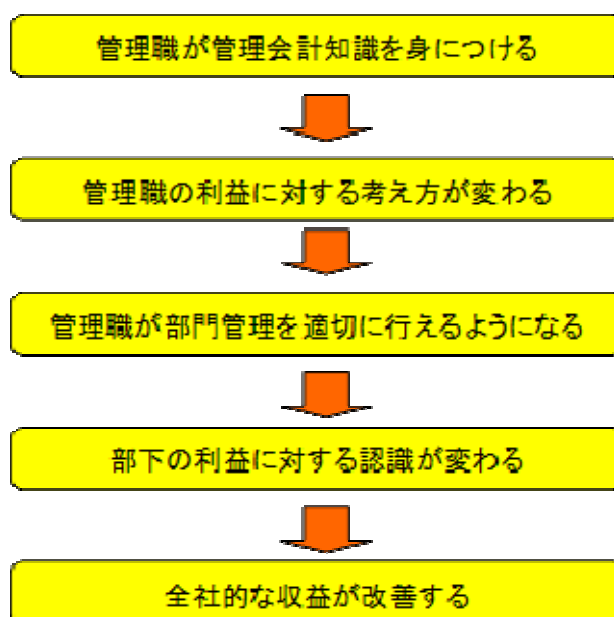 管理職が管理会計知識を身につける
管理職の利益に対する考え方が変わる
管理職が部門管理を適切に行えるようになる
部下の利益に対する認識が変わる
全社的な収益が改善する